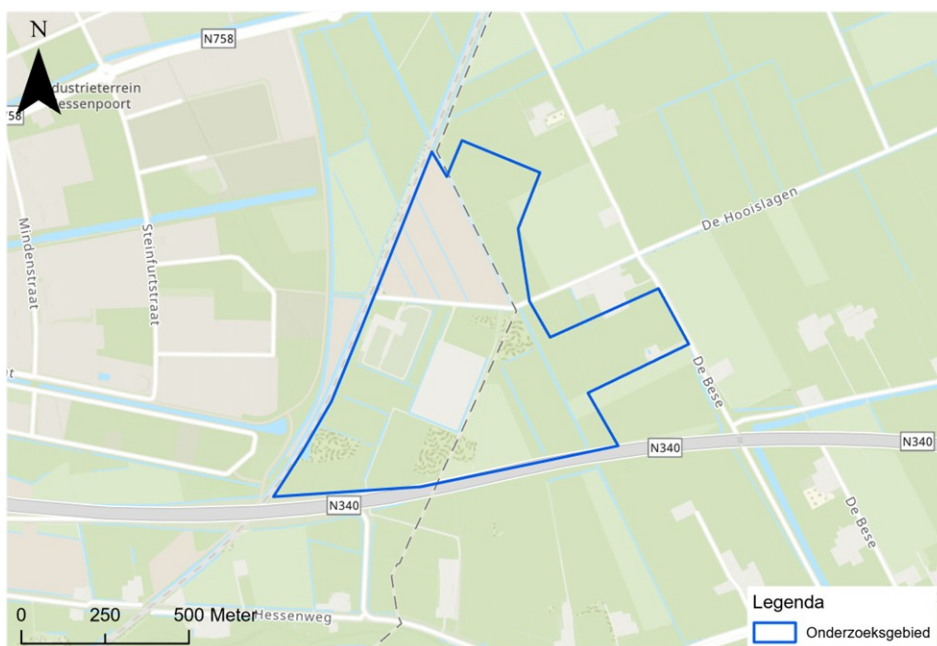 N
N758
dustrieterrein
essenpoort
58
Mindenstraat
Steinfurtstraat
De Hooislagen
De Bese
N340
N340
N340
De Bese
Hessenweg
0 250 500 Meter
Legenda
Onderzoeksgebied